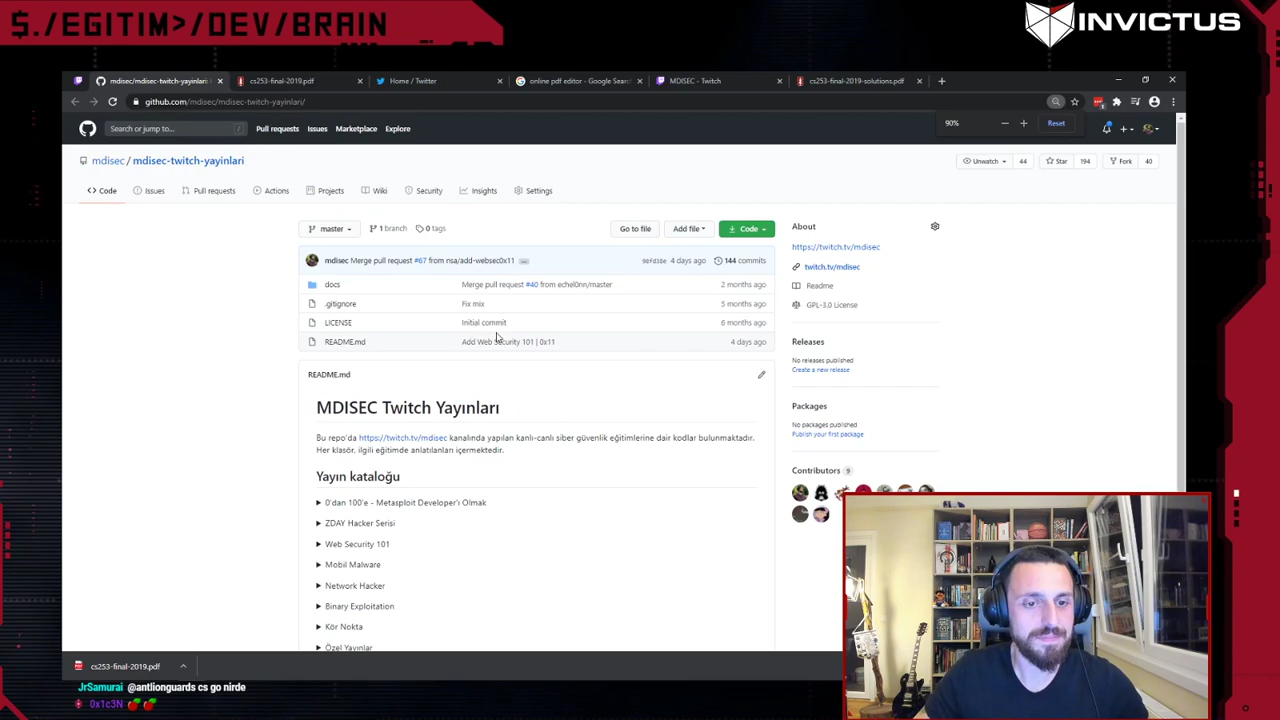 $./EGITIM>/DEV/BRAIN
INVICTUS
mdisec/mdisec-twitch-yayinlari:
cs253-final-2019.pdf
Home / Twitter
online pdf editor - Google Sear
MDISEC - Twitch
cs253-final-2019-solutions.pdf
github.com/mdisec/mdisec-twitch-yayinlari/
Search or jump to...
Pull requests
Issues
Marketplace
Explore
90%
Reset
mdisec / mdisec-twitch-yayinlari
Unwatch 44
Star 194
Fork 40
Code
Issues
Pull requests
Actions
Projects
Wiki
Security
Insights
Settings
master
1 branch
0 tags
Go to file
Add file
Code
mdisec Merge pull request #67 from nsa/add-websec0x11
4 days ago
144 commits
docs
Merge pull request #40 from echel0nn/master
2 months ago
.gitignore
Fix mix
5 months ago
LICENSE
Initial commit
6 months ago
README.md
Add Web Security 101 | 0x11
4 days ago
README.md
MDISEC Twitch Yayınları
Bu repo'da https://twitch.tv/mdisec kanalında yapılan kanlı-canlı siber güvenlik eğitimlerine dair kodlar bulunmaktadır.
Her klasör, ilgili eğitimde anlatılanları içermektedir.
Yayın kataloğu
0'dan 100'e - Metasploit Developer'ı Olmak
ZDAY Hacker Serisi
Web Security 101
Mobil Malware
Network Hacker
Binary Exploitation
Kör Nokta
Özel Yayınlar
About
https://twitch.tv/mdisec
twitch.tv/mdisec
Readme
GPL-3.0 License
Releases
No releases published
Create a new release
Packages
No packages published
Publish your first package
Contributors 9
cs253-final-2019.pdf
JrSamurai @antlionguards cs go nirde
0x1c3N